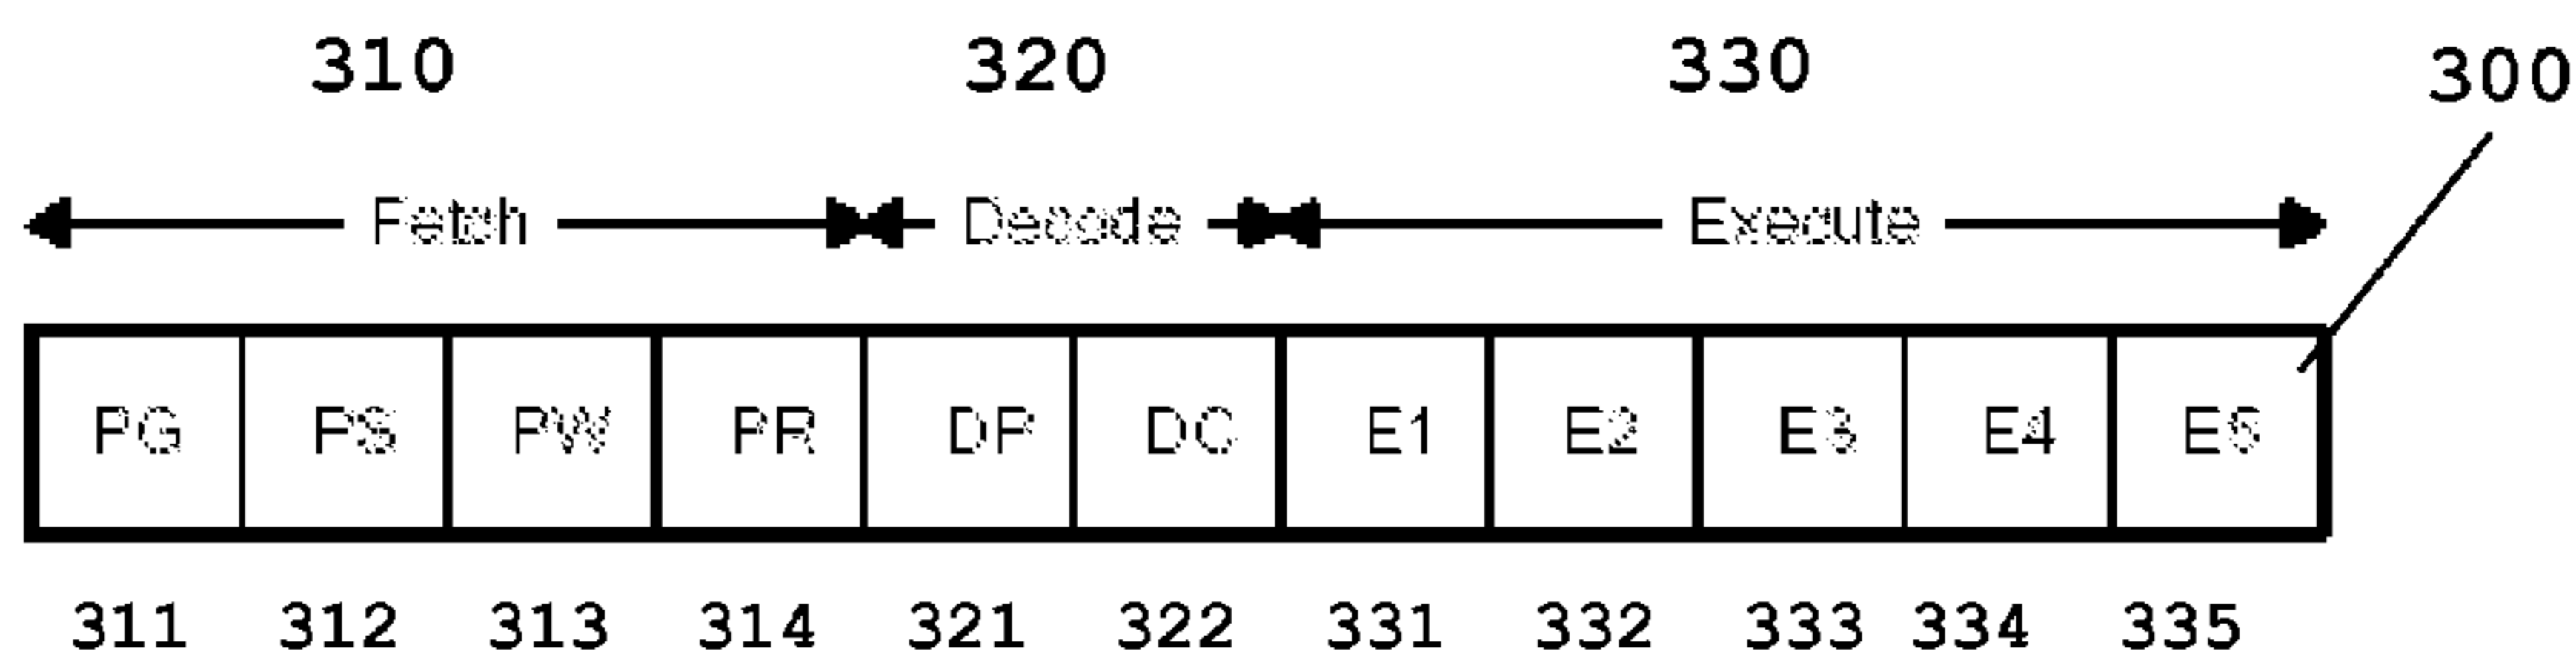 310 320 330 300
Fetch Decode Execute
PG PS PW PR DP DC E1 E2 E3 E4 E5
311 312 313 314 321 322 331 332 333 334 335